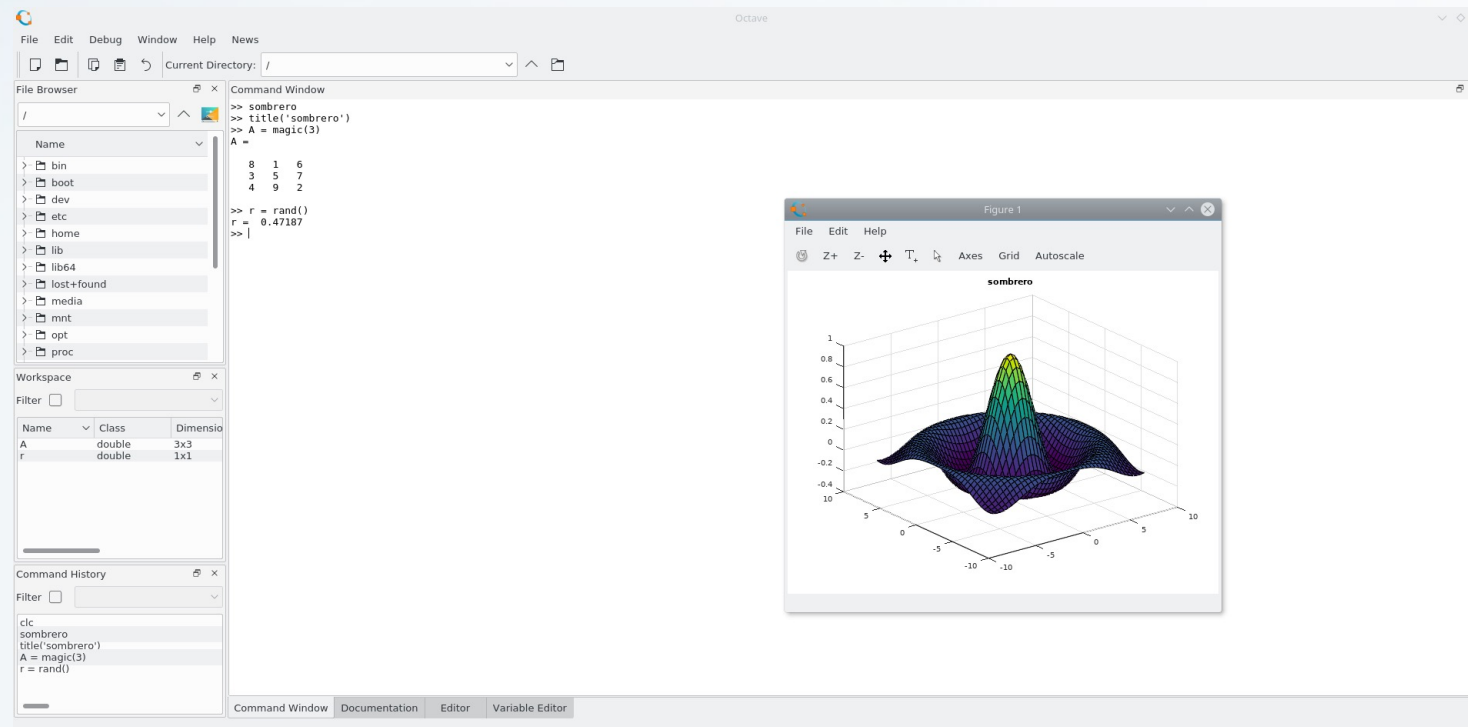 Octave
File Edit Debug Window Help News
Current Directory: /
File Browser
/
Name
bin
boot
dev
etc
home
lib
lib64
lost+found
media
mnt
opt
proc
Workspace
Filter
Name Class Dimensio
A double 3x3
r double 1x1
Command History
Filter
clc
sombrero
title('sombrero')
A = magic(3)
r = rand()
Command Window
>> sombrero
>> title('sombrero')
>> A = magic(3)
A =
8 1 6
3 5 7
4 9 2
>> r = rand()
r = 0.47187
>>
Figure 1
File Edit Help
Z+ Z- Axes Grid Autoscale
sombrero
1
0.8
0.6
0.4
0.2
0
-0.2
-0.4
10
5
0
-5
-10
-10
-5
0
5
10
Command Window Documentation Editor Variable Editor